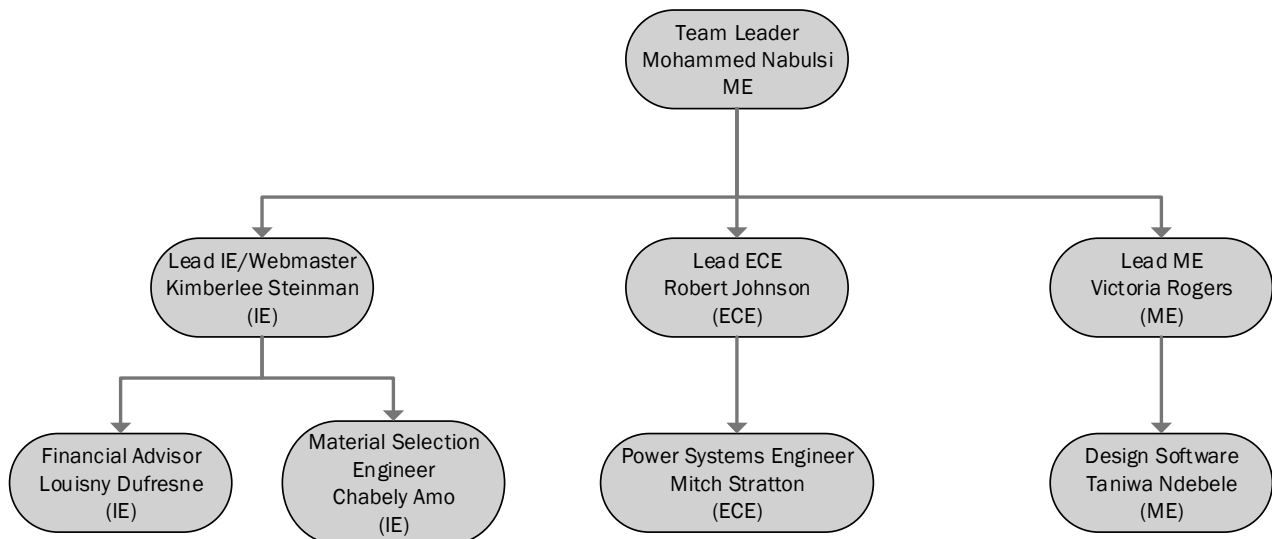 Team Leader
Mohammed Nabulsi
ME
Lead IE/Webmaster
Kimberlee Steinman
(IE)
Lead ECE
Robert Johnson
(ECE)
Lead ME
Victoria Rogers
(ME)
Financial Advisor
Louisny Dufresne
(IE)
Material Selection
Engineer
Chabely Amo
(IE)
Power Systems Engineer
Mitch Stratton
(ECE)
Design Software
Taniwa Ndebele
(ME)